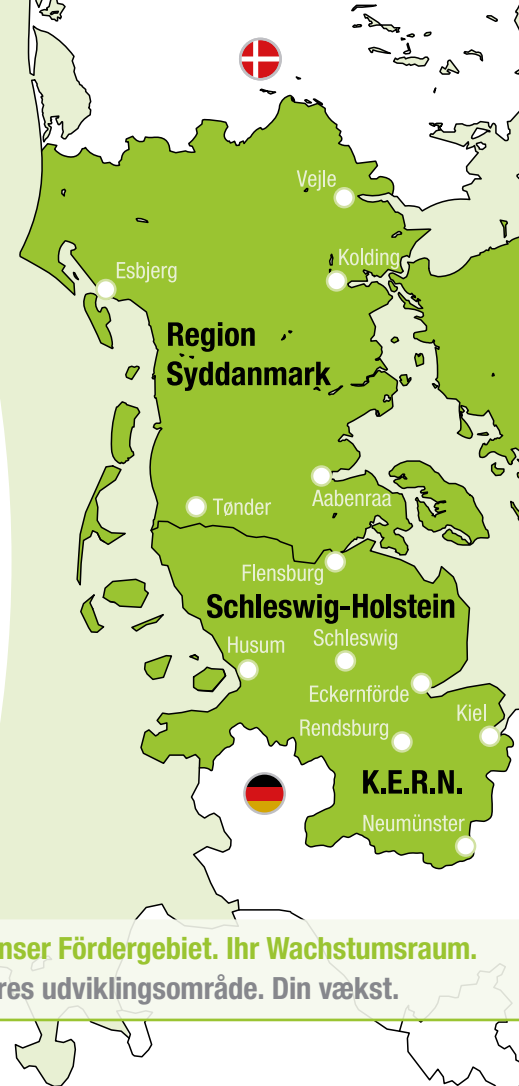 Vejle
Kolding
Esbjerg
Region
Syddanmark
Aabenraa
Tønder
Flensburg
Schleswig-Holstein
Husum
Schleswig
Eckernförde
Kiel
Rendsburg
K.E.R.N.
Neumünster
nser Fördergebiet. Ihr Wachstumsraum.
res udviklingsområde. Din vækst.